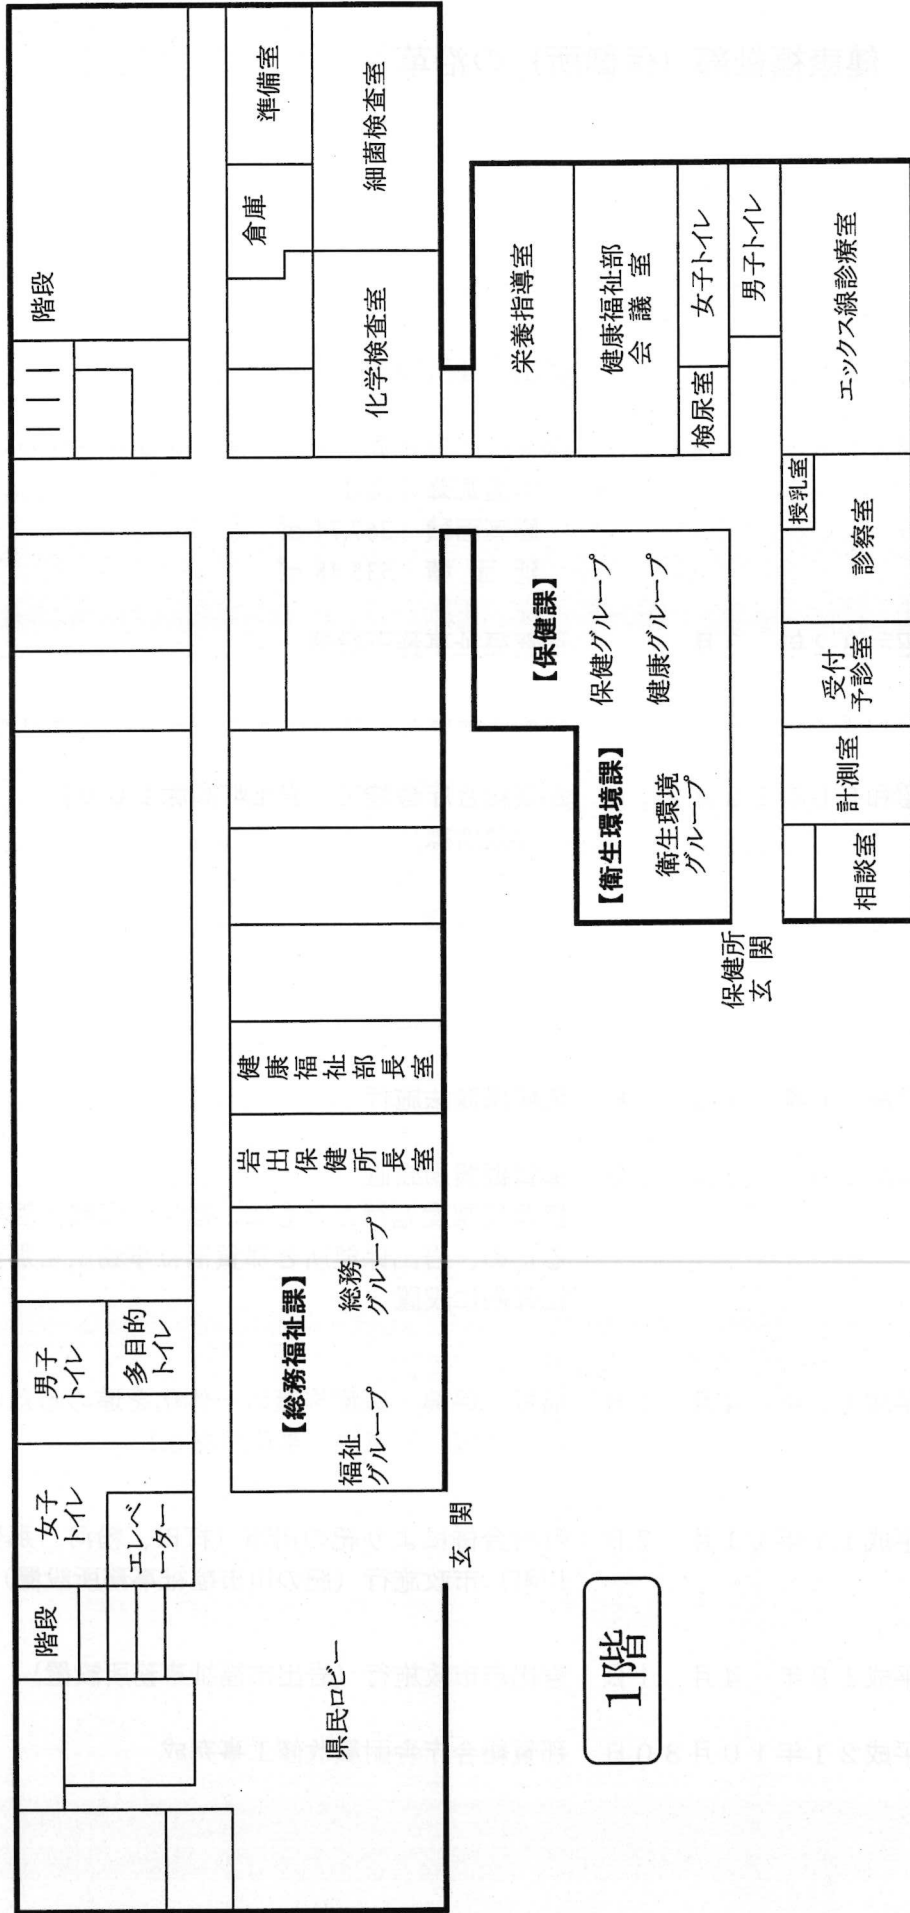 階段
女子
トイレ
エレベ
ーター
男子
トイレ
多目的
トイレ
階段
県民ロビー
玄 関
【総務福祉課】
福祉
グループ
総務
グループ
岩出保健所長室
健康福祉部長室
倉庫
準備室
化学検査室
細菌検査室
【保健課】
保健グループ
健康グループ
【衛生環境課】
衛生環境
グループ
栄養指導室
健康福祉部
会 議 室
検尿室
女子トイレ
男子トイレ
保健所
玄 関
相談室
計測室
受付
予診室
授乳室
診察室
エックス線診療室
1階